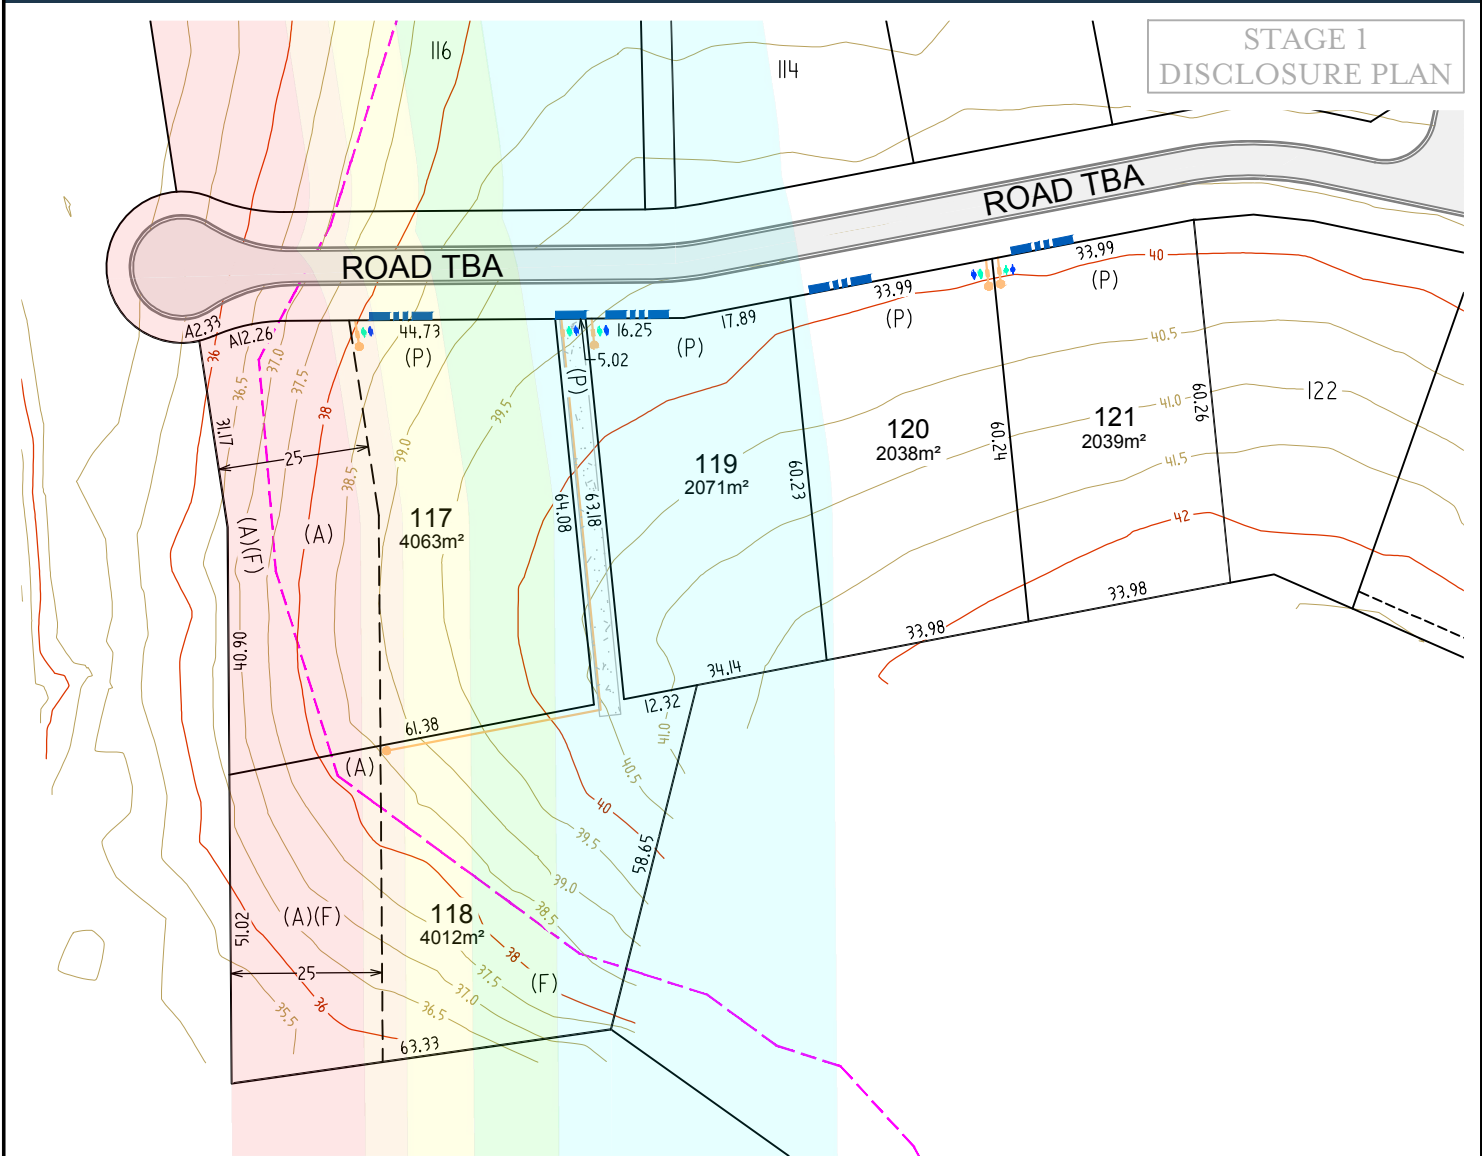 STAGE 1
DISCLOSURE PLAN
116
114
ROAD TBA
ROAD TBA
33.99
40
(P)
33.99
(P)
A2.33
A12.26
44.73
(P)
16.25
17.89
(P)
5.02
(P)
36
36.5
37.0
37.5
38
39.5
40.5
122
31.17
25
38.5
39.0
41.0
121
2039m²
60.26
120
2038m²
60.24
119
2071m²
60.23
41.5
117
4063m²
64.08
63.18
42
(A)(F)
(A)
40.90
33.98
33.98
34.14
12.32
61.38
(A)
41.0
40.5
40
39.5
58.65
39.0
38.5
(A)(F)
51.02
118
4012m²
38
37.5
(F)
25
37.0
36.5
36
35.5
63.33